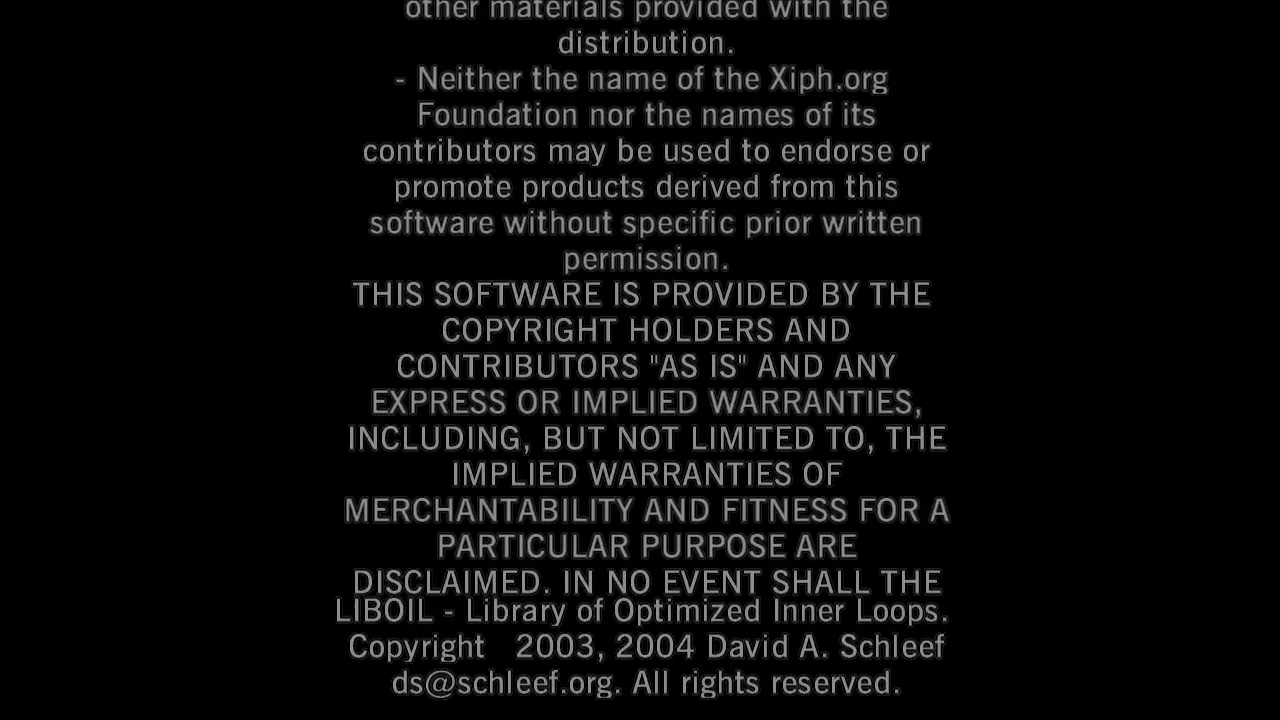 other materials provided with the
distribution.
- Neither the name of the Xiph.org
Foundation nor the names of its
contributors may be used to endorse or
promote products derived from this
software without specific prior written
permission.
THIS SOFTWARE IS PROVIDED BY THE
COPYRIGHT HOLDERS AND
CONTRIBUTORS "AS IS" AND ANY
EXPRESS OR IMPLIED WARRANTIES,
INCLUDING, BUT NOT LIMITED TO, THE
IMPLIED WARRANTIES OF
MERCHANTABILITY AND FITNESS FOR A
PARTICULAR PURPOSE ARE
DISCLAIMED. IN NO EVENT SHALL THE
LIBOIL - Library of Optimized Inner Loops.
Copyright 2003, 2004 David A. Schleef
ds@schleef.org. All rights reserved.